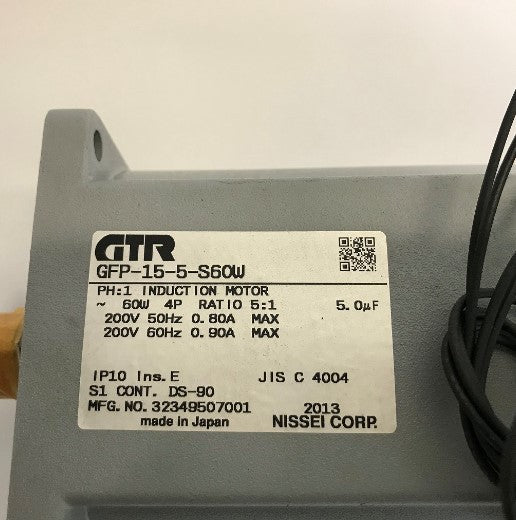 GTR
GFP-15-5-S60W
PH:1 INDUCTION MOTOR
~ 60W 4P RATIO 5:1 5.0μF
200V 50Hz 0.80A MAX
200V 60Hz 0.90A MAX
IP10 Ins.E JIS C 4004
S1 CONT. DS-90
MFG.NO.32349507001 2013
made in Japan NISSEI CORP.